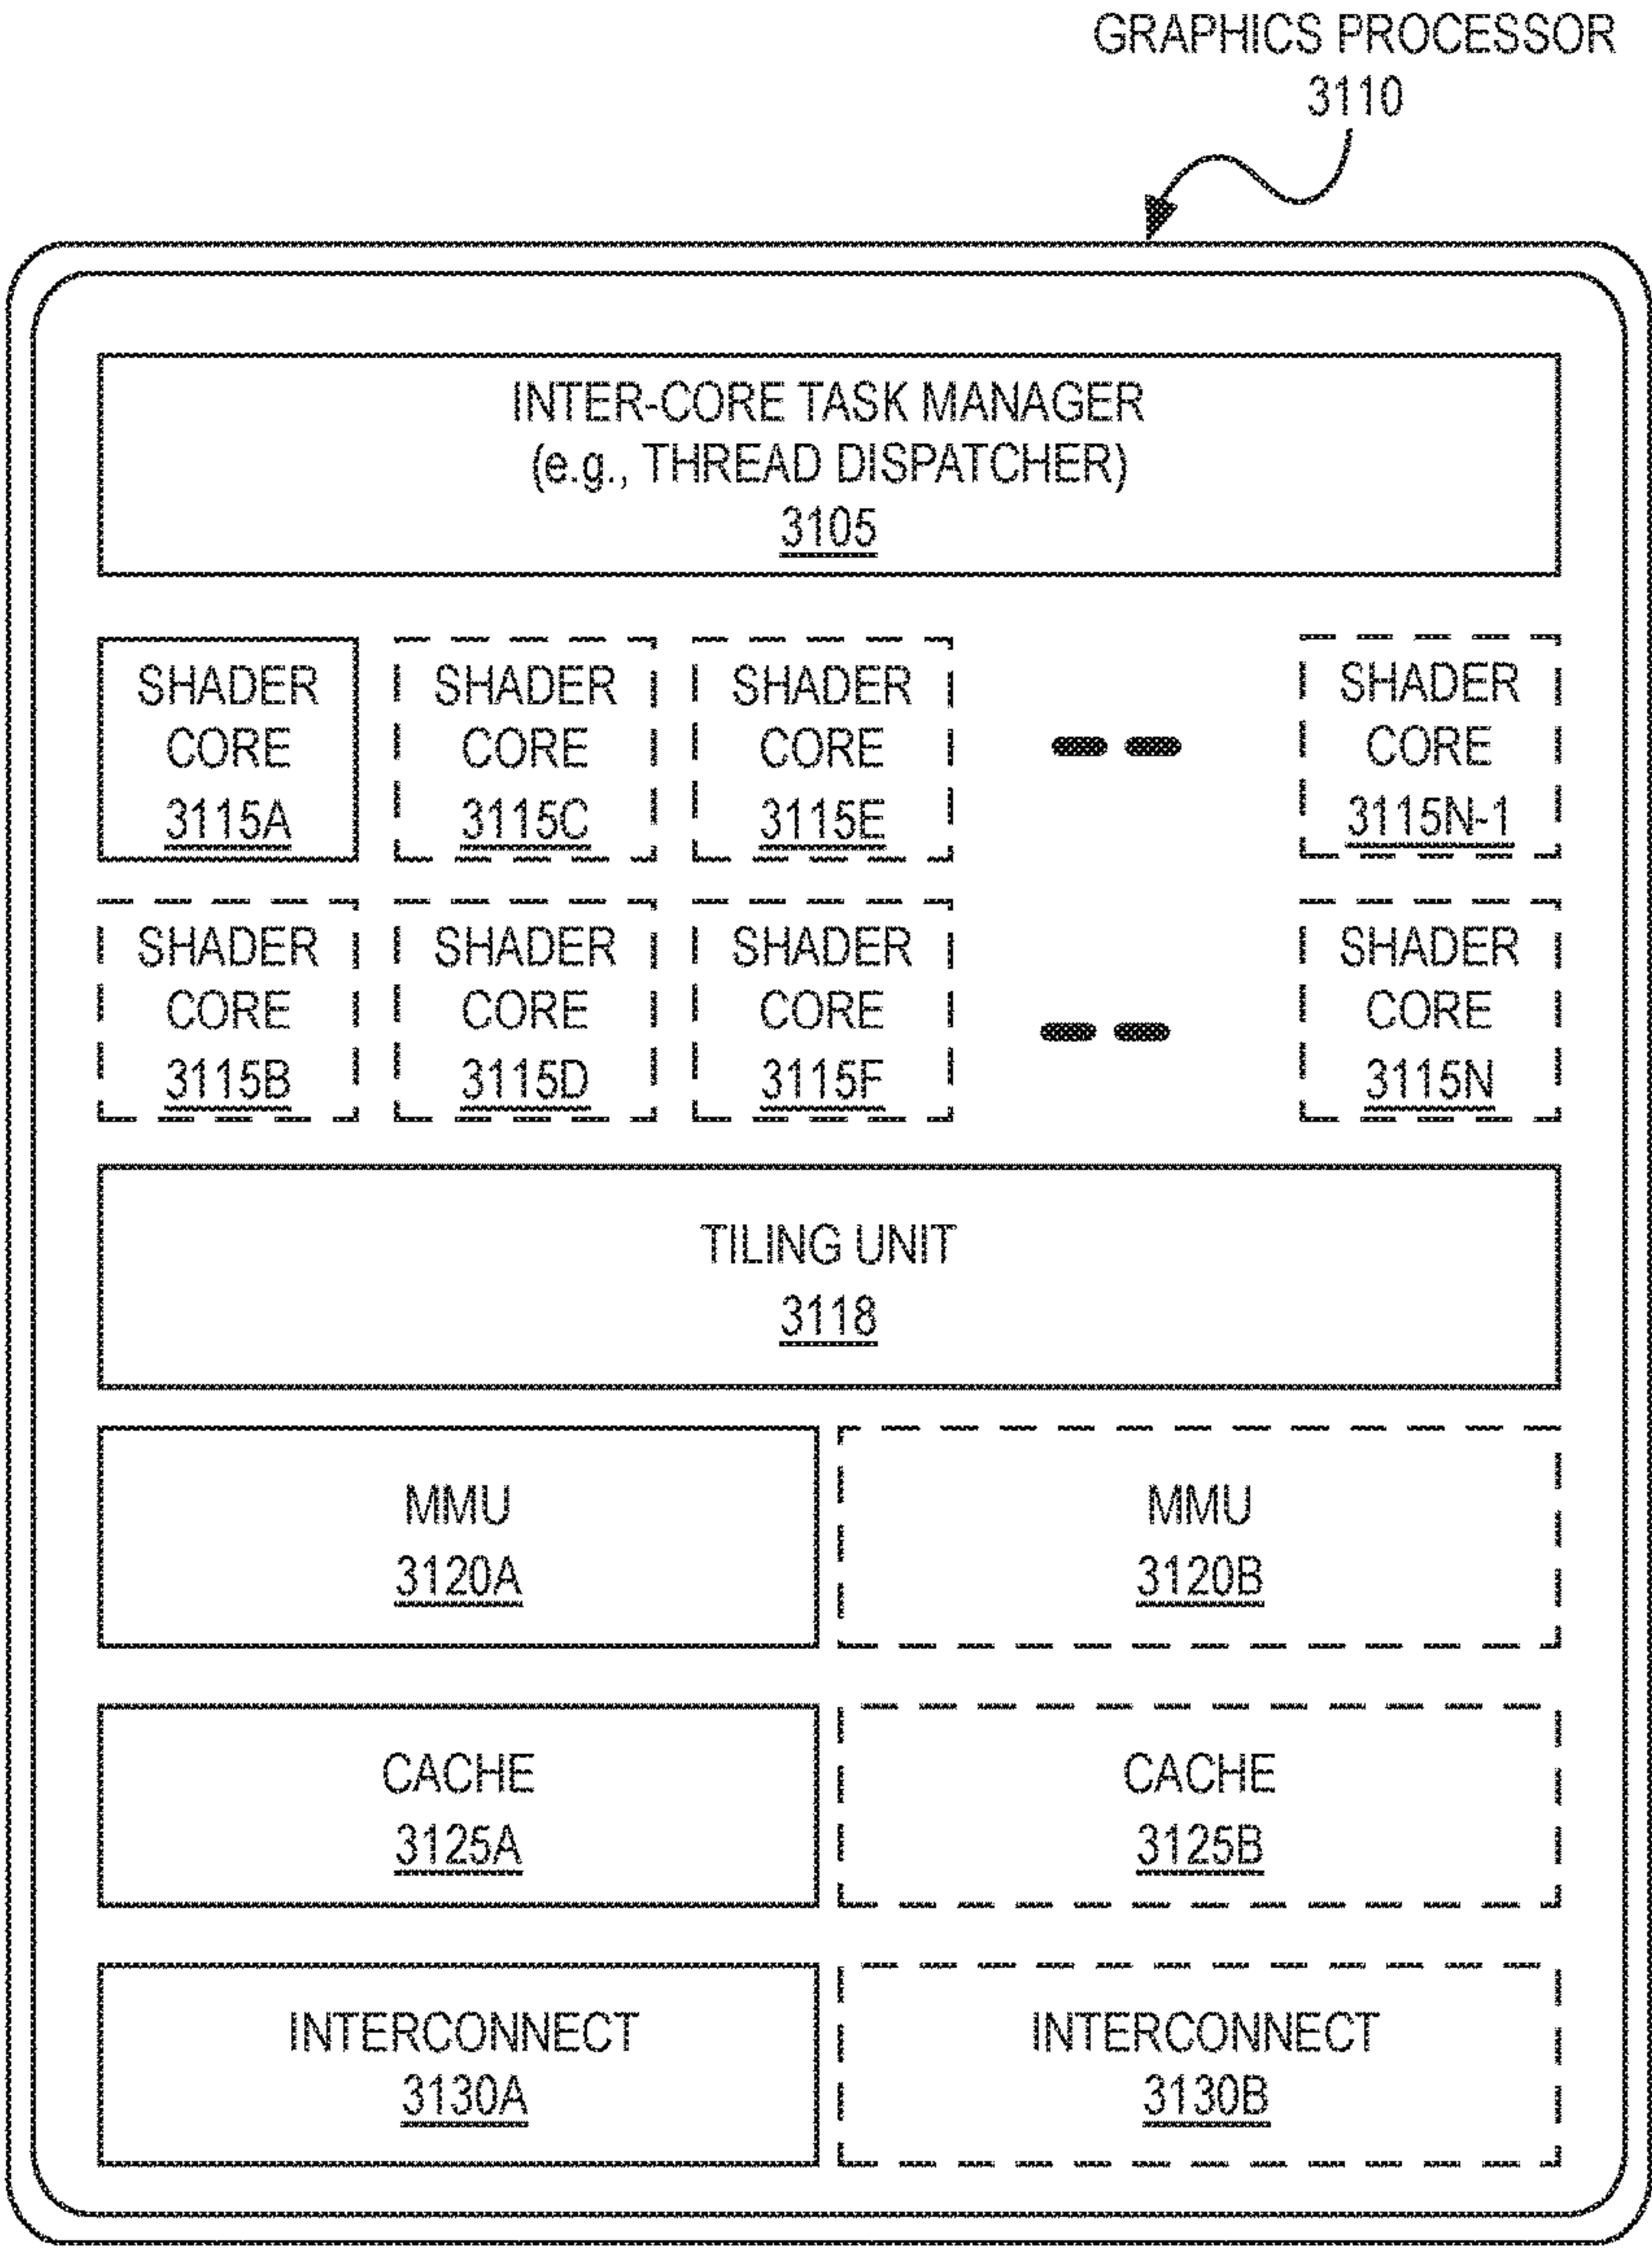 GRAPHICS PROCESSOR
3110
INTER-CORE TASK MANAGER
(e.g., THREAD DISPATCHER)
3105
SHADER
CORE
3115A
SHADER
CORE
3115C
SHADER
CORE
3115E
SHADER
CORE
3115N-1
SHADER
CORE
3115B
SHADER
CORE
3115D
SHADER
CORE
3115F
SHADER
CORE
3115N
TILING UNIT
3118
MMU
3120A
MMU
3120B
CACHE
3125A
CACHE
3125B
INTERCONNECT
3130A
INTERCONNECT
3130B